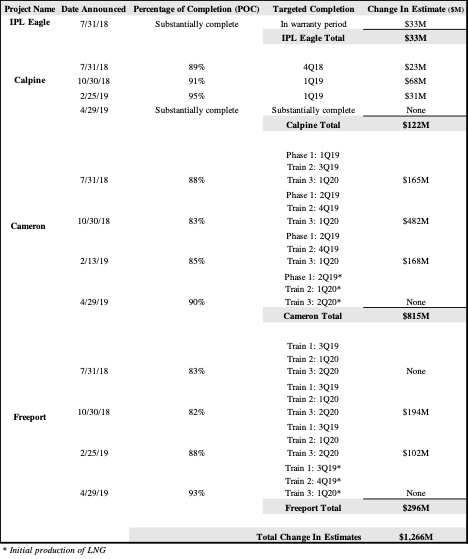 Project Name Date Announced Percentage of Completion (POC) Targeted Completion Change In Estimate ($M)
IPL Eagle 7/31/18 Substantially complete In warranty period $33M
IPL Eagle Total $33M
7/31/18 89% 4Q18 $23M
Calpine 10/30/18 91% 1Q19 $68M
2/25/19 95% 1Q19 $31M
4/29/19 Substantially complete Substantially complete None
Calpine Total $122M
Phase 1: 1Q19
Train 2: 3Q19
7/31/18 88% Train 3: 1Q20 $165M
Phase 1: 2Q19
Train 2: 4Q19
10/30/18 83% Train 3: 1Q20 $482M
Cameron
Phase 1: 2Q19
Train 2: 4Q19
2/13/19 85% Train 3: 1Q20 $168M
Phase 1: 2Q19*
Train 2: 1Q20*
4/29/19 90% Train 3: 2Q20* None
Cameron Total $815M
Train 1: 3Q19
Train 2: 1Q20
7/31/18 83% Train 3: 2Q20 None
Train 1: 3Q19
Train 2: 1Q20
10/30/18 82% Train 3: 2Q20 $194M
Freeport
Train 1: 3Q19
Train 2: 1Q20
2/25/19 88% Train 3: 2Q20 $102M
Train 1: 3Q19*
Train 2: 4Q19*
4/29/19 93% Train 3: 1Q20* None
Freeport Total $296M
Total Change In Estimates $1,266M
* Initial production of LNG